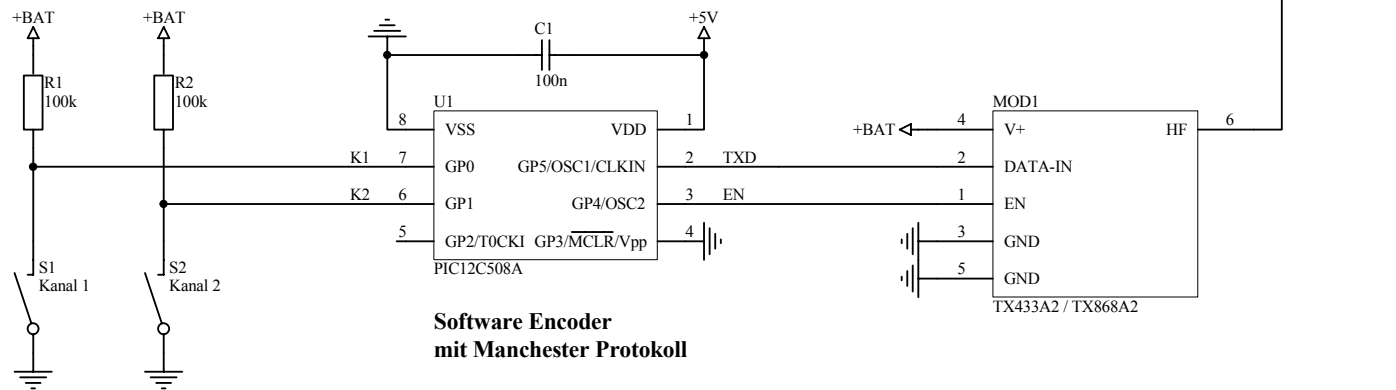 +BAT
+BAT
+5V
C1
100n
R1
100k
R2
100k
U1
8 VSS VDD 1
K1 7 GP0 GP5/OSC1/CLKIN 2 TXD
K2 6 GP1 GP4/OSC2 3 EN
5 GP2/T0CKI GP3/MCLR/Vpp 4
PIC12C508A
MOD1
+BAT 4 V+ HF 6
2 DATA-IN
1 EN
3 GND
5 GND
TX433A2 / TX868A2
S1
Kanal 1
S2
Kanal 2
Software Encoder
mit Manchester Protokoll